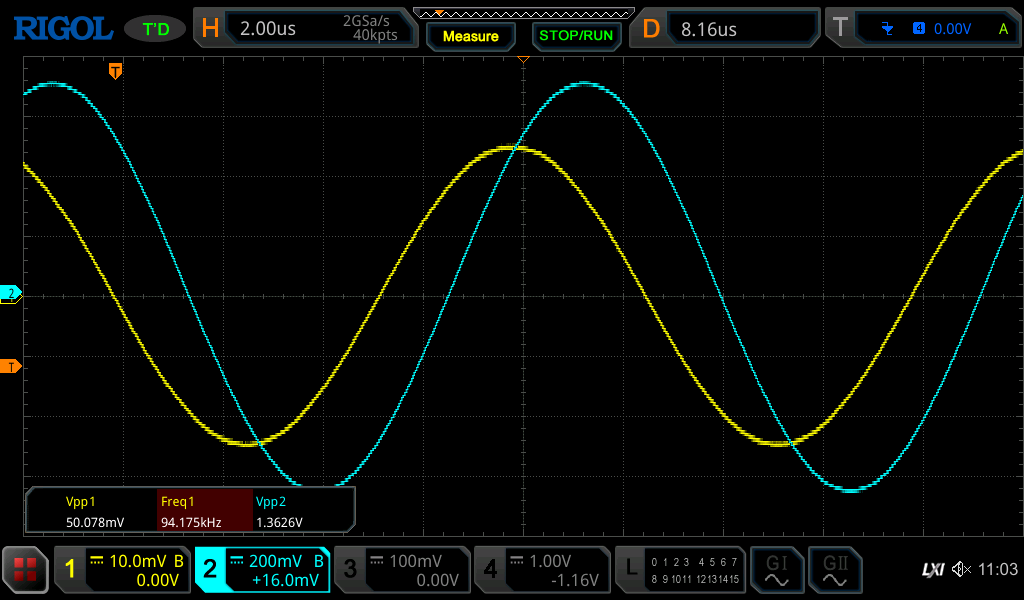 RIGOL T'D H 2.00us 2GSa/s 40kpts Measure STOP/RUN D 8.16us T 4 0.00V A
T
2
T
Vpp1 Freq1 Vpp2
50.078mV 94.175kHz 1.3626V
1 10.0mV B 0.00V
2 200mV B +16.0mV
3 100mV 0.00V
4 1.00V -1.16V
L 0 1 2 3 4 5 6 7
8 9 10 11 12 13 14 15
GI GII
LXI 11:03